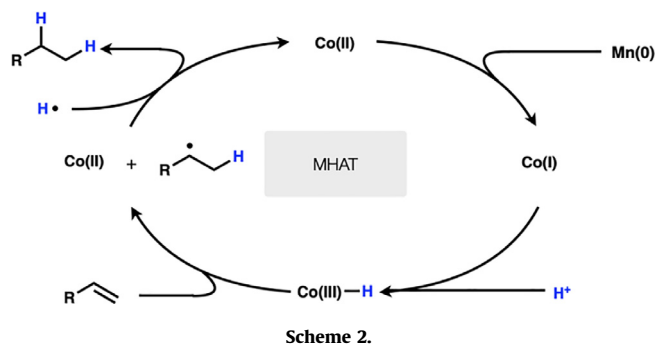 H
R
H
Co(II)
Mn(0)
H•
Co(II) + R
•
H
MHAT
Co(I)
R
Co(III)—H
H⁺
Scheme 2.